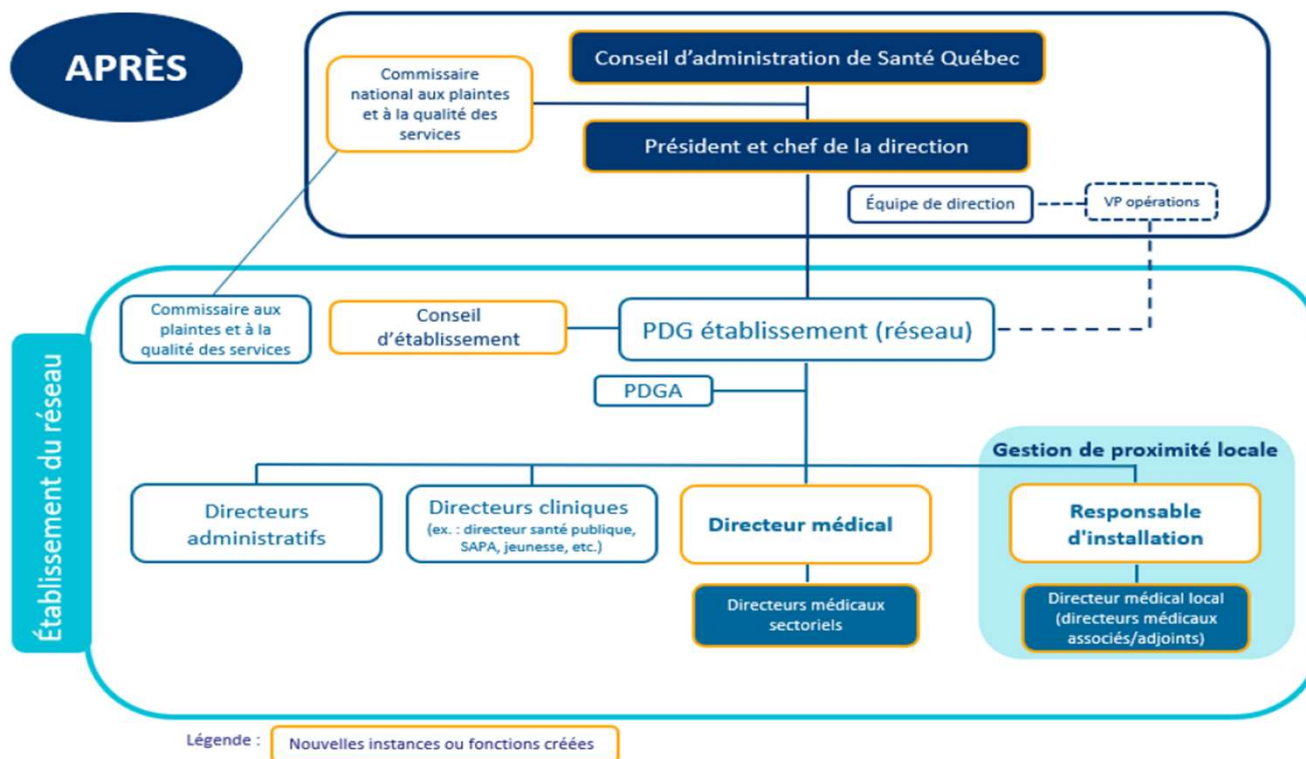 APRÈS
Conseil d'administration de Santé Québec
Commissaire
national aux plaintes
et à la qualité des
services
Président et chef de la direction
Équipe de direction
VP opérations
Établissement du réseau
Commissaire aux
plaintes et à la
qualité des services
Conseil
d'établissement
PDG établissement (réseau)
PDGA
Gestion de proximité locale
Directeurs
administratifs
Directeurs cliniques
(ex. : directeur santé publique,
SAPA, jeunesse, etc.)
Directeur médical
Responsable
d'installation
Directeurs médicaux
sectoriels
Directeur médical local
(directeurs médicaux
associés/adjoints)
Légende :
Nouvelles instances ou fonctions créées